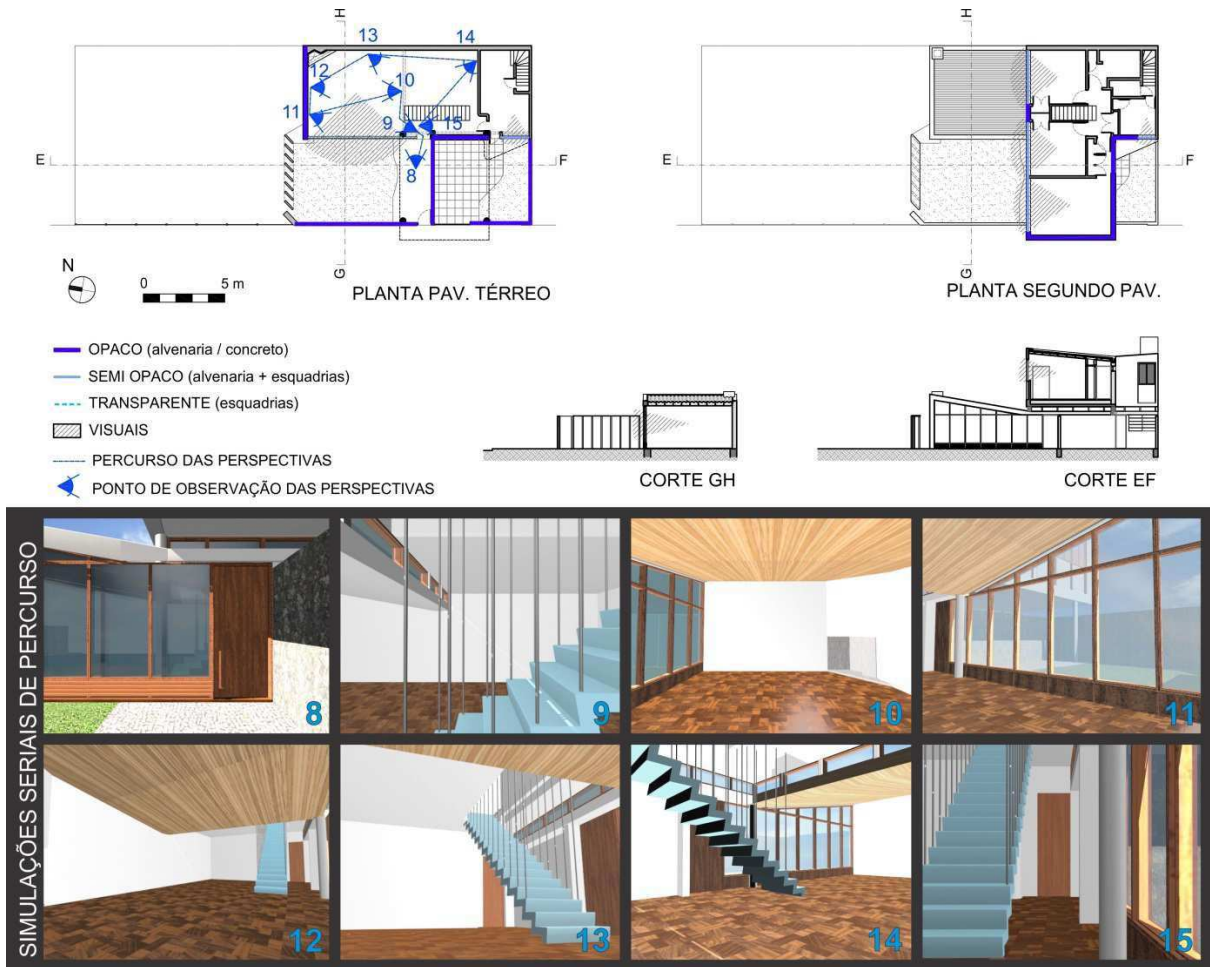 H
H
13
14
12
10
11
9
15
8
E
F
E
F
G
G
N
0
5 m
PLANTA PAV. TÉRREO
PLANTA SEGUNDO PAV.
OPACO (alvenaria / concreto)
SEMI OPACO (alvenaria + esquadrias)
TRANSPARENTE (esquadrias)
VISUAIS
PERCURSO DAS PERSPECTIVAS
PONTO DE OBSERVAÇÃO DAS PERSPECTIVAS
CORTE GH
CORTE EF
SIMULAÇÕES SERIAIS DE PERCURSO
8
9
10
11
12
13
14
15